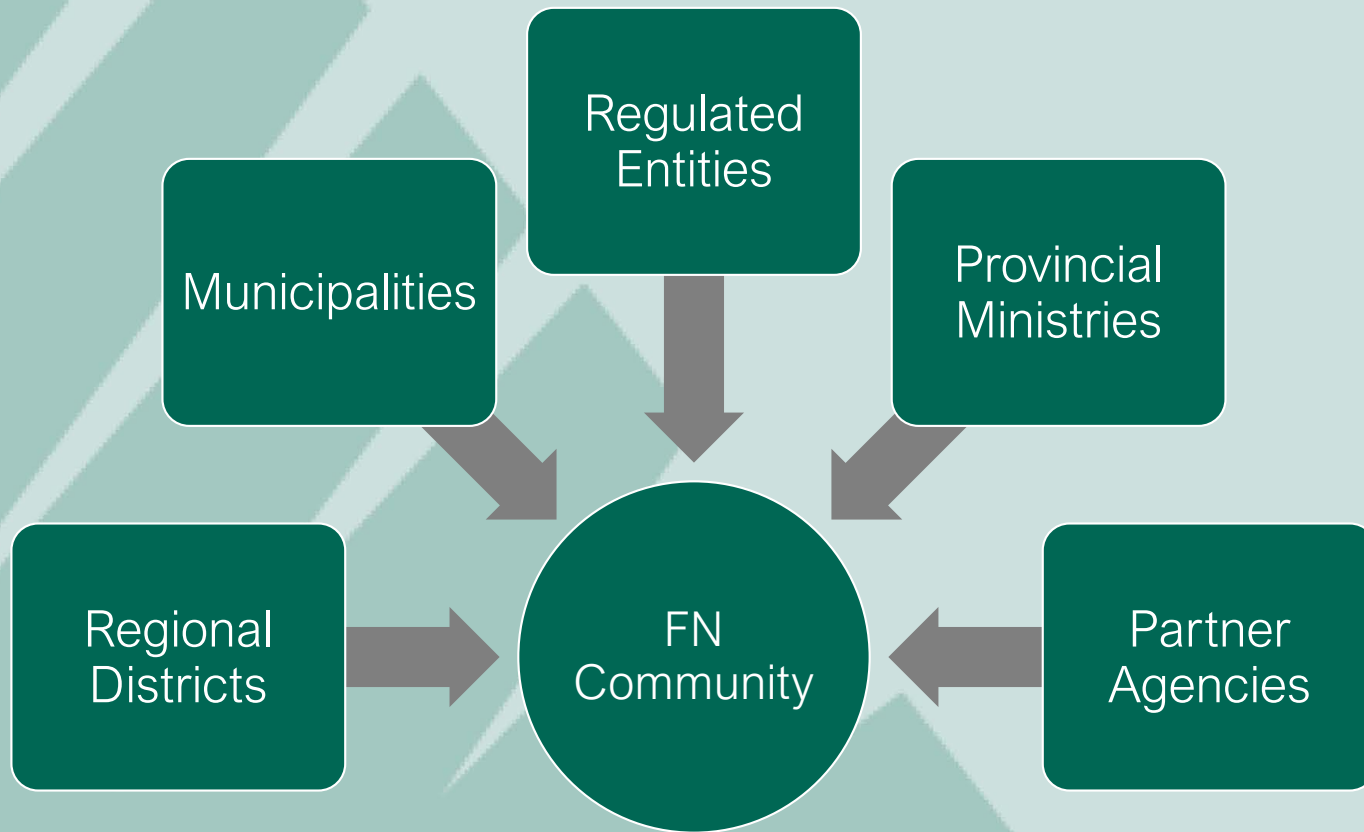 Regulated
Entities
Municipalities
Provincial
Ministries
Regional
Districts
FN
Community
Partner
Agencies